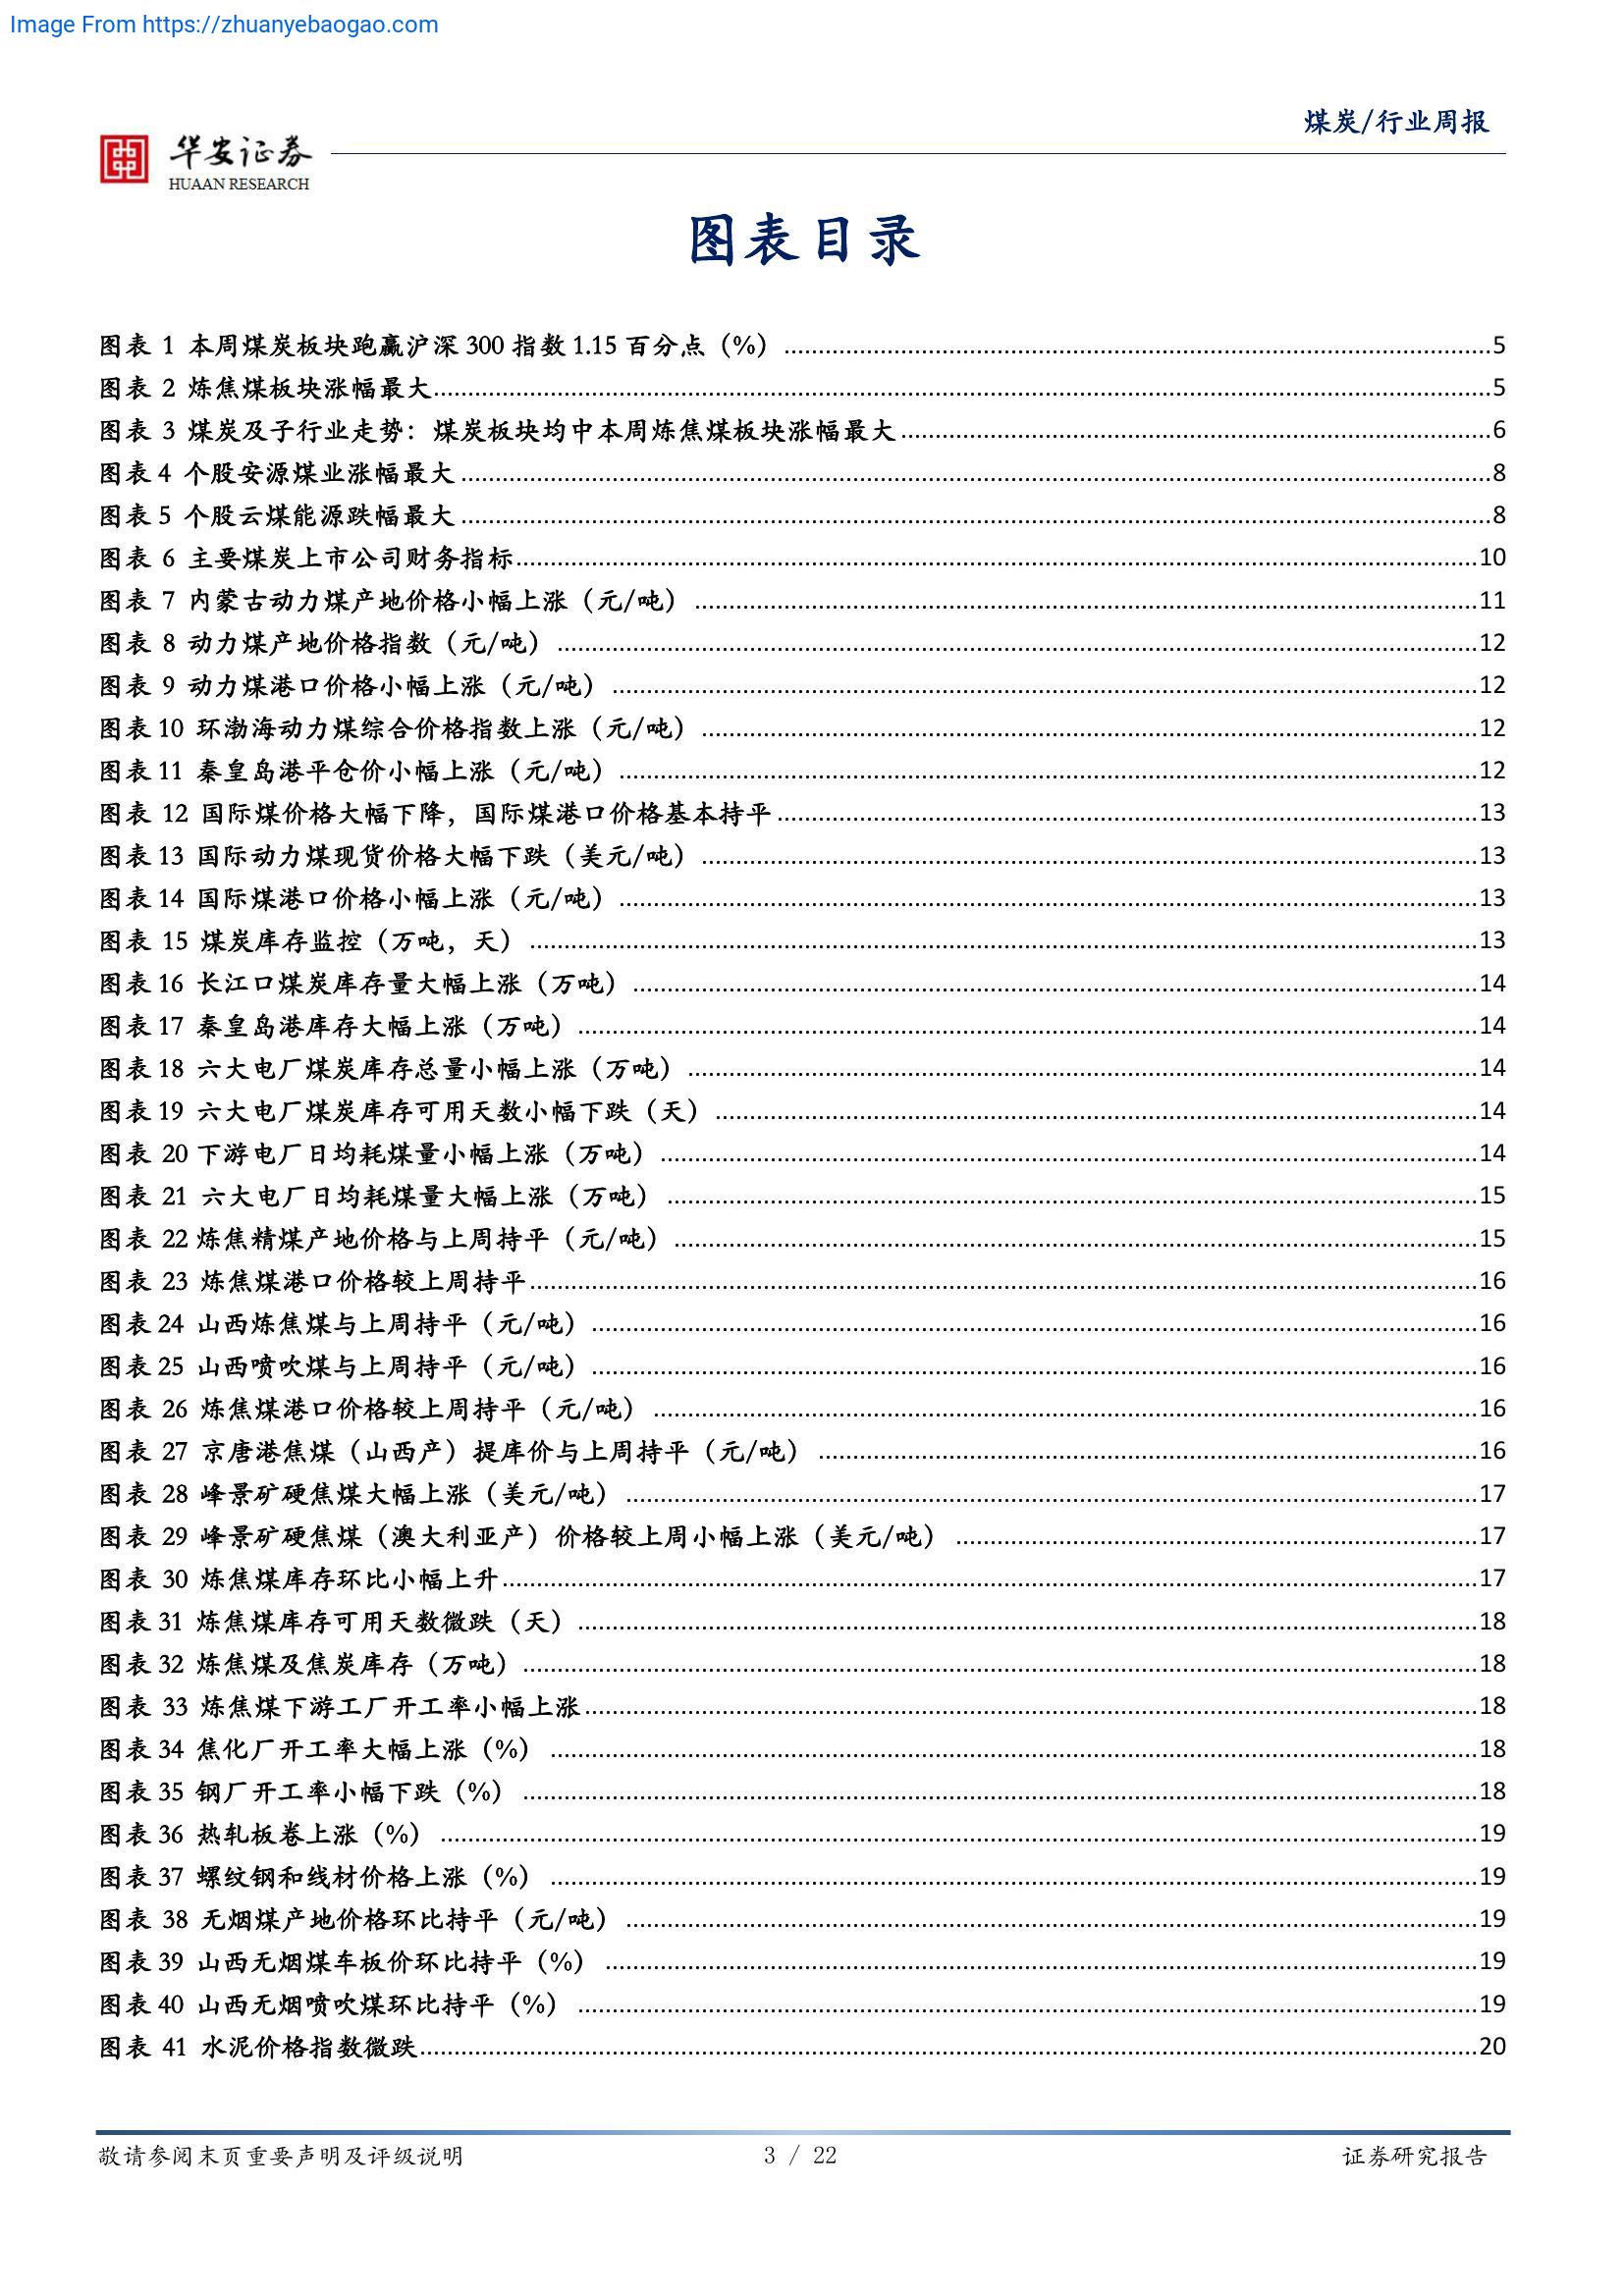 Image From https://zhuanyebaogao.com
煤炭/行业周报
华安证券
HUAAN RESEARCH
图表目录
图表 1 本周煤炭板块跑赢沪深 300 指数 1.15 百分点（%）5
图表 2 炼焦煤板块涨幅最大5
图表 3 煤炭及子行业走势：煤炭板块均中本周炼焦煤板块涨幅最大6
图表 4 个股安源煤业涨幅最大8
图表 5 个股云煤能源跌幅最大8
图表 6 主要煤炭上市公司财务指标10
图表 7 内蒙古动力煤产地价格小幅上涨（元/吨）11
图表 8 动力煤产地价格指数（元/吨）12
图表 9 动力煤港口价格小幅上涨（元/吨）12
图表 10 环渤海动力煤综合价格指数上涨（元/吨）12
图表 11 秦皇岛港平仓价小幅上涨（元/吨）12
图表 12 国际煤价格大幅下降，国际煤港口价格基本持平13
图表 13 国际动力煤现货价格大幅下跌（美元/吨）13
图表 14 国际煤港口价格小幅上涨（元/吨）13
图表 15 煤炭库存监控（万吨，天）13
图表 16 长江口煤炭库存量大幅上涨（万吨）14
图表 17 秦皇岛港库存大幅上涨（万吨）14
图表 18 六大电厂煤炭库存总量小幅上涨（万吨）14
图表 19 六大电厂煤炭库存可用天数小幅下跌（天）14
图表 20 下游电厂日均耗煤量小幅上涨（万吨）14
图表 21 六大电厂日均耗煤量大幅上涨（万吨）15
图表 22 炼焦精煤产地价格与上周持平（元/吨）15
图表 23 炼焦煤港口价格较上周持平16
图表 24 山西炼焦煤与上周持平（元/吨）16
图表 25 山西喷吹煤与上周持平（元/吨）16
图表 26 炼焦煤港口价格较上周持平（元/吨）16
图表 27 京唐港焦煤（山西产）提库价与上周持平（元/吨）16
图表 28 峰景矿硬焦煤大幅上涨（美元/吨）17
图表 29 峰景矿硬焦煤（澳大利亚产）价格较上周小幅上涨（美元/吨）17
图表 30 炼焦煤库存环比小幅上升17
图表 31 炼焦煤库存可用天数微跌（天）18
图表 32 炼焦煤及焦炭库存（万吨）18
图表 33 炼焦煤下游工厂开工率小幅上涨18
图表 34 焦化厂开工率大幅上涨（%）18
图表 35 钢厂开工率小幅下跌（%）18
图表 36 热轧板卷上涨（%）19
图表 37 螺纹钢和线材价格上涨（%）19
图表 38 无烟煤产地价格环比持平（元/吨）19
图表 39 山西无烟煤车板价环比持平（%）19
图表 40 山西无烟喷吹煤环比持平（%）19
图表 41 水泥价格指数微跌20
敬请参阅末页重要声明及评级说明
3 / 22
证券研究报告